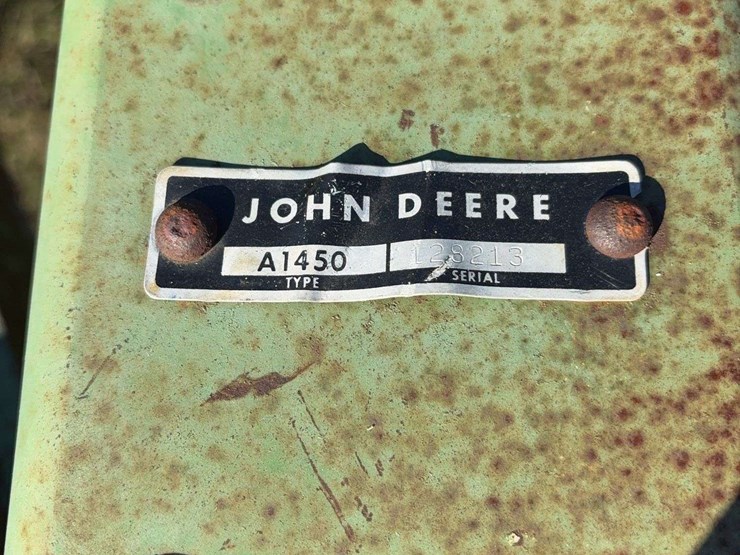 JOHN DEERE
A1450 128213
TYPE SERIAL